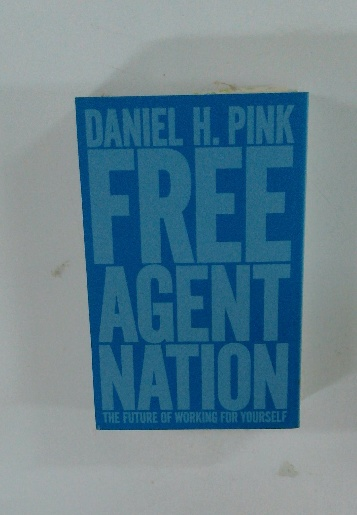 DANIEL H. PINK
FREE
AGENT
NATION
THE FUTURE OF WORKING FOR YOURSELF